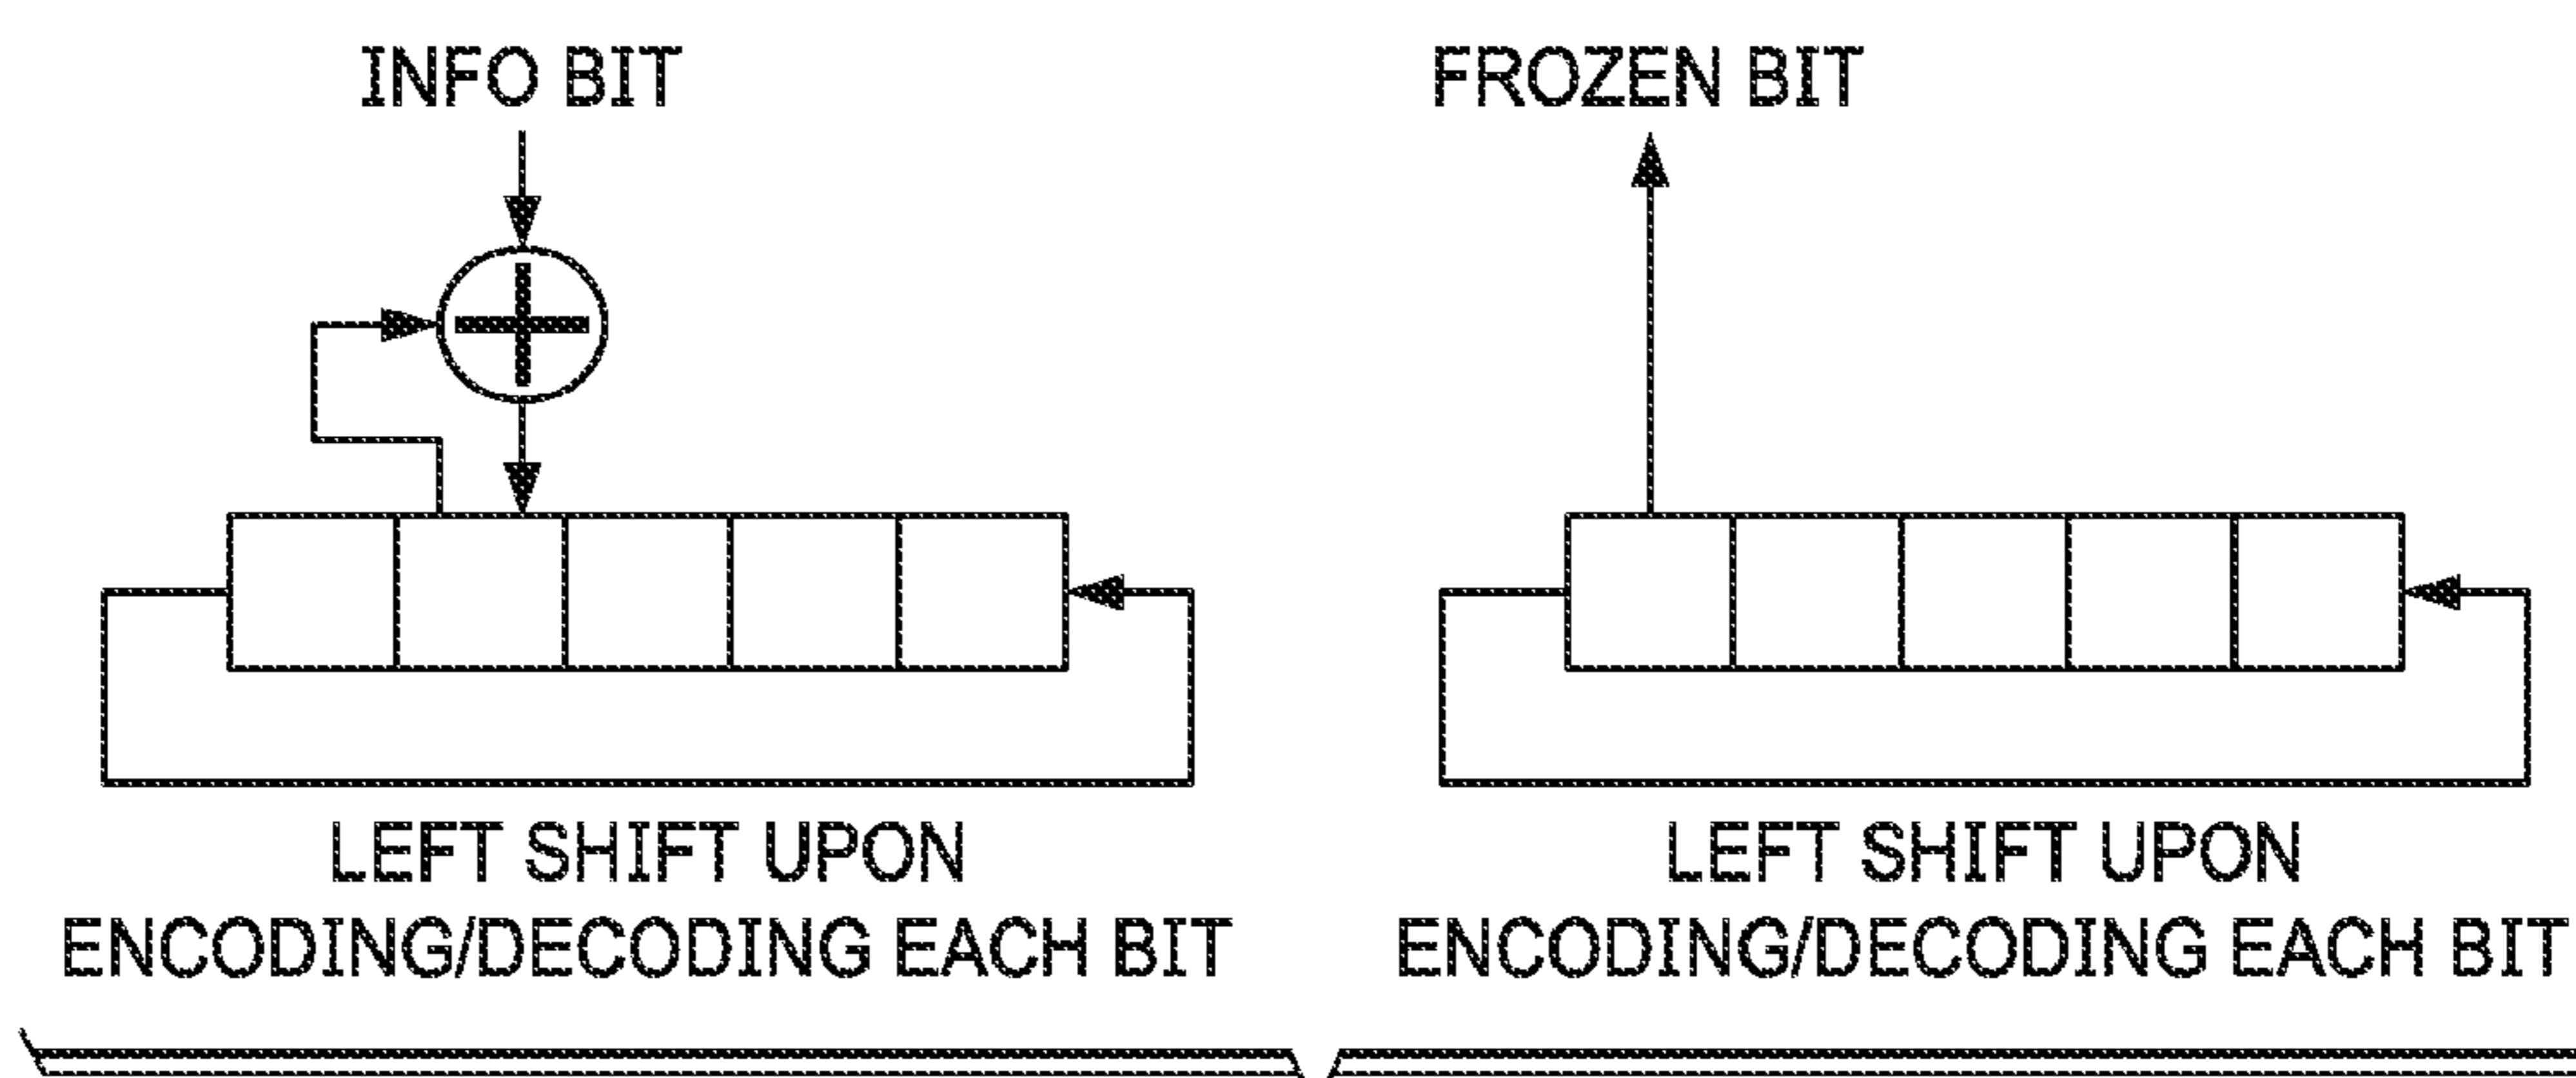 INFO BIT
FROZEN BIT
LEFT SHIFT UPON
ENCODING/DECODING EACH BIT
LEFT SHIFT UPON
ENCODING/DECODING EACH BIT